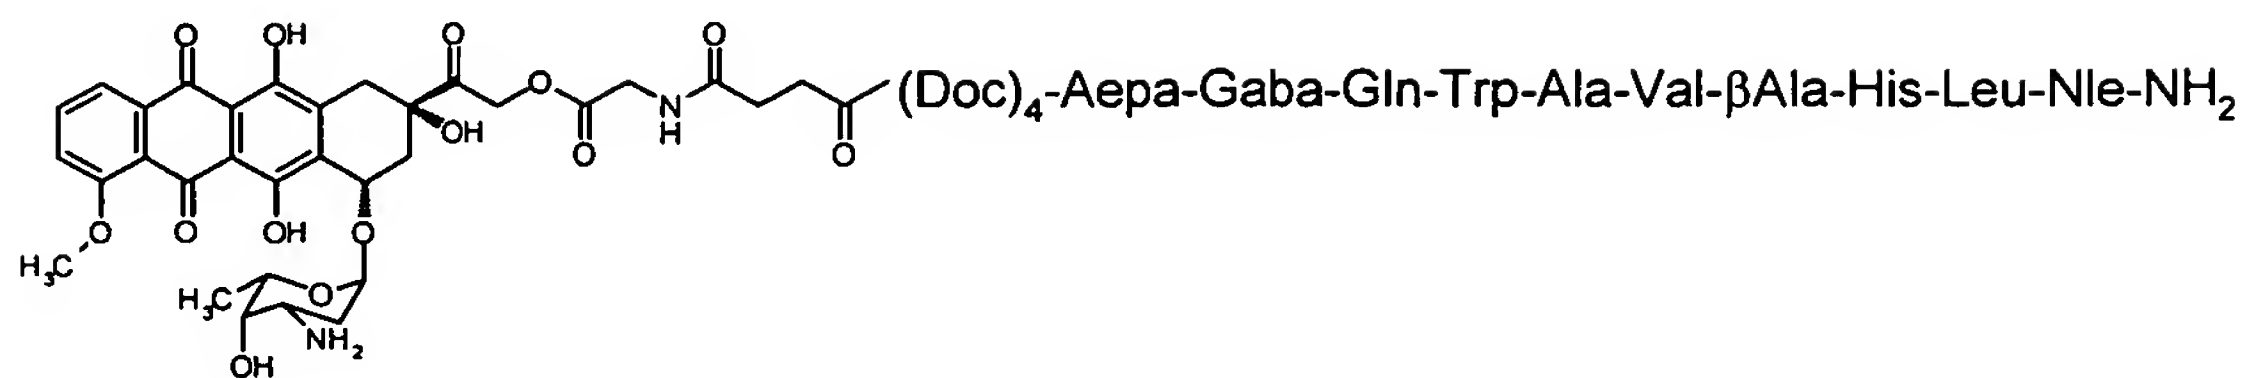 O OH O O
O
(Doc)₄-Aepa-Gaba-Gln-Trp-Ala-Val-βAla-His-Leu-Nle-NH₂
OH N
H
O O
O O OH O
H₃C
H₃C O
NH₂
OH